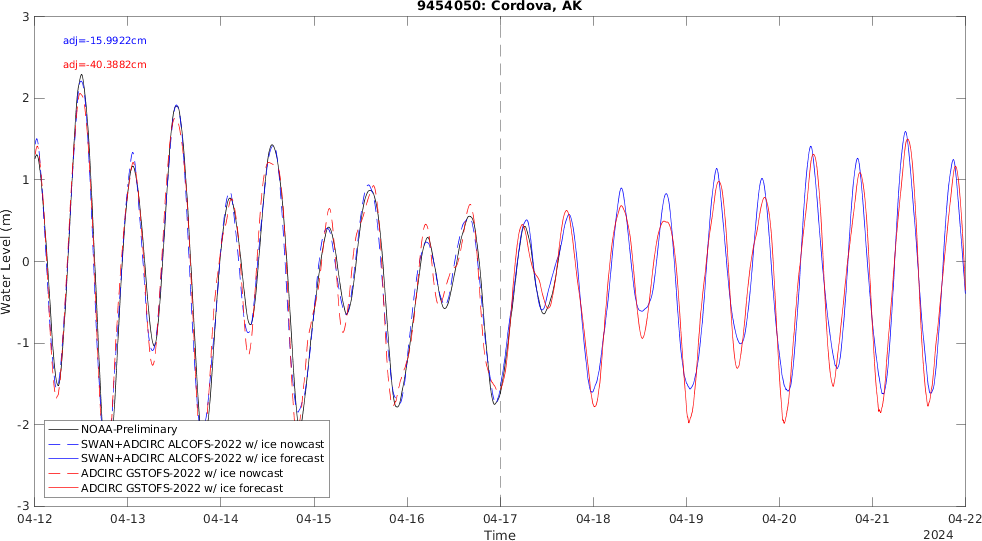 9454050: Cordova, AK
adj=-15.9922cm
adj=-40.3882cm
Water Level (m)
3
2
1
0
-1
-2
-3
NOAA-Preliminary
SWAN+ADCIRC ALCOFS-2022 w/ ice nowcast
SWAN+ADCIRC ALCOFS-2022 w/ ice forecast
ADCIRC GSTOFS-2022 w/ ice nowcast
ADCIRC GSTOFS-2022 w/ ice forecast
04-12 04-13 04-14 04-15 04-16 04-17 04-18 04-19 04-20 04-21 04-22
Time
2024